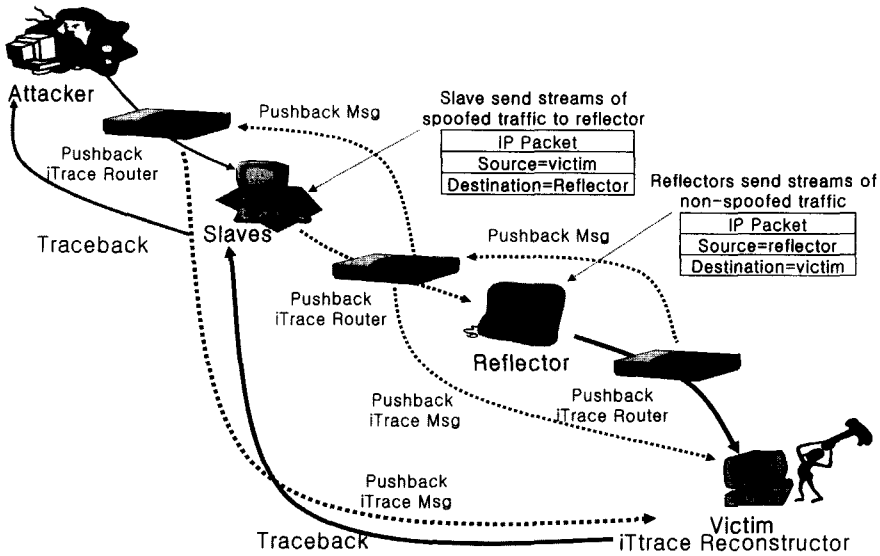 Attacker
Pushback Msg
Slave send streams of
spoofed traffic to reflector
IP Packet
Source=victim
Destination=Reflector
Pushback
iTrace Router
Reflectors send streams of
non-spoofed traffic
IP Packet
Source=reflector
Destination=victim
Traceback
Slaves
Pushback Msg
Pushback
iTrace Router
Reflector
Pushback
iTrace Msg
Pushback
iTrace Router
Pushback
iTrace Msg
Traceback
Victim
iTtrace Reconstructor